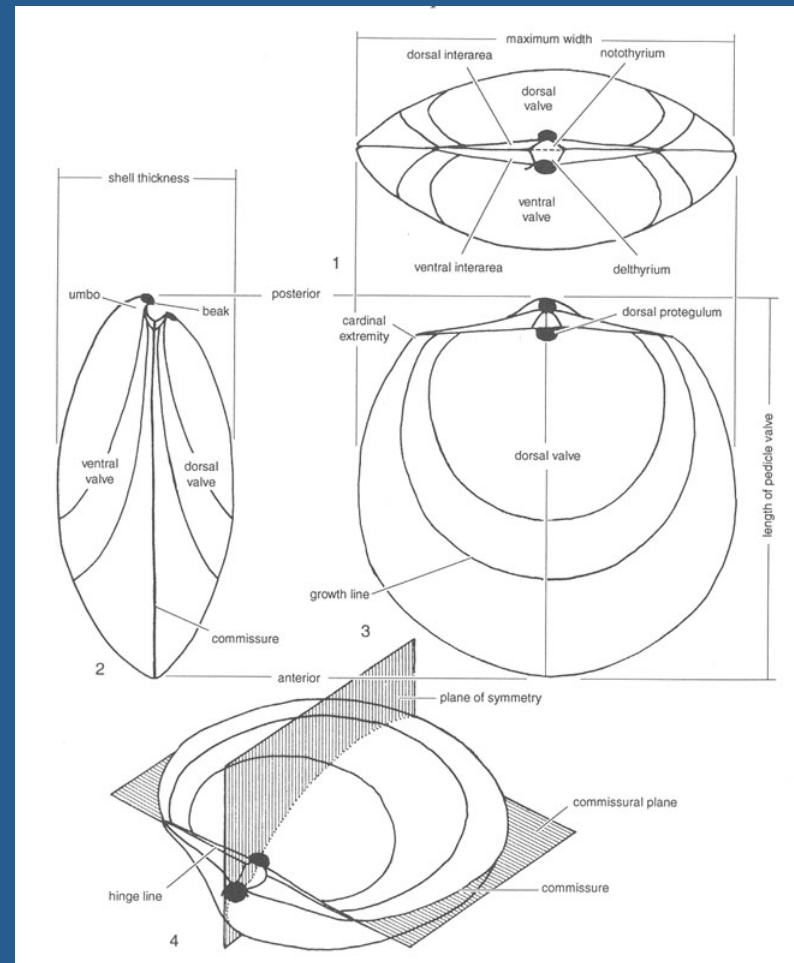 maximum width
dorsal interarea
notothyrium
dorsal
valve
ventral
valve
1
ventral interarea
delthyrium
shell thickness
umbo
beak
posterior
cardinal
extremity
dorsal protegulum
ventral
valve
dorsal
valve
dorsal valve
length of pedicle valve
growth line
commissure
2
3
anterior
plane of symmetry
commissural plane
hinge line
commissure
4